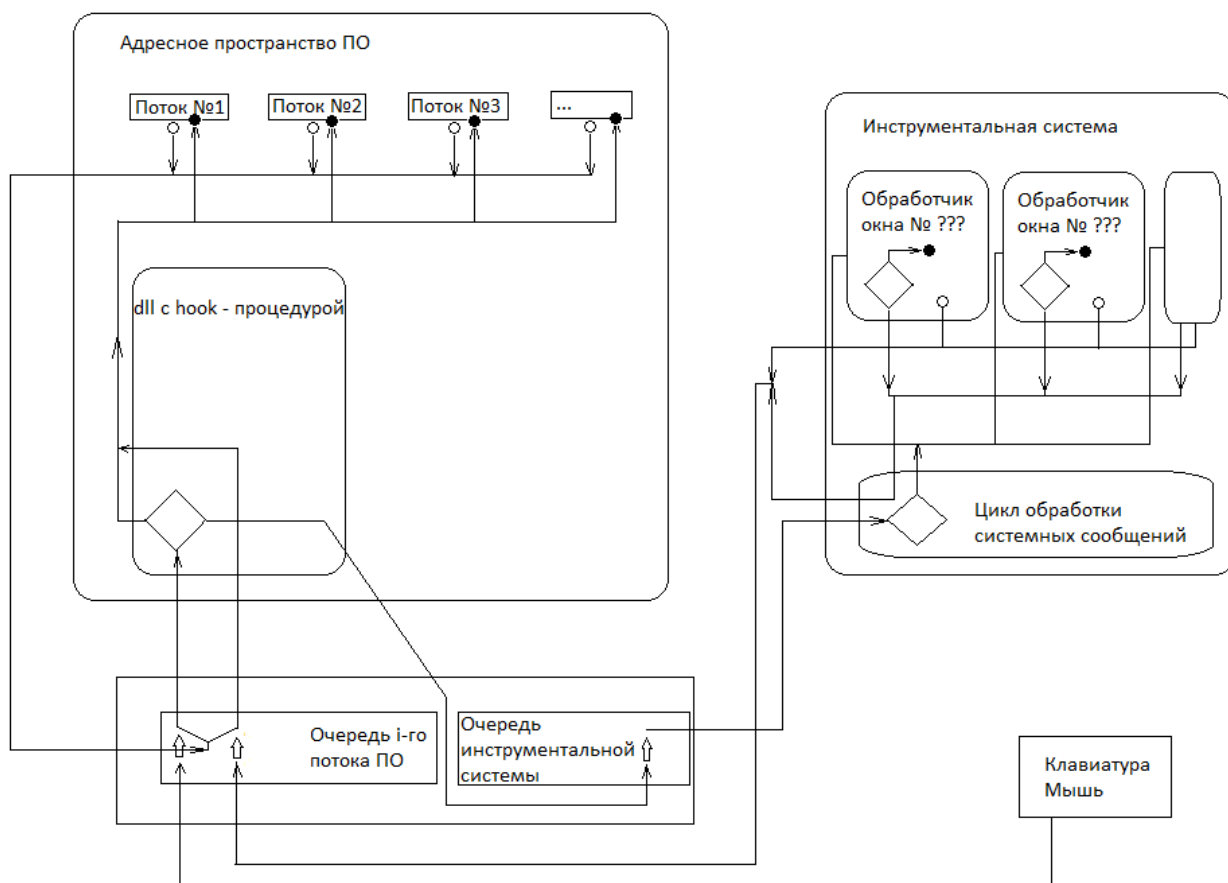 Адресное пространство ПО
Поток №1
Поток №2
Поток №3
...
dll с hook - процедурой
Инструментальная система
Обработчик
окна № ???
Обработчик
окна № ???
Цикл обработки
системных сообщений
Очередь i-го
потока ПО
Очередь
инструментальной
системы
Клавиатура
Мышь